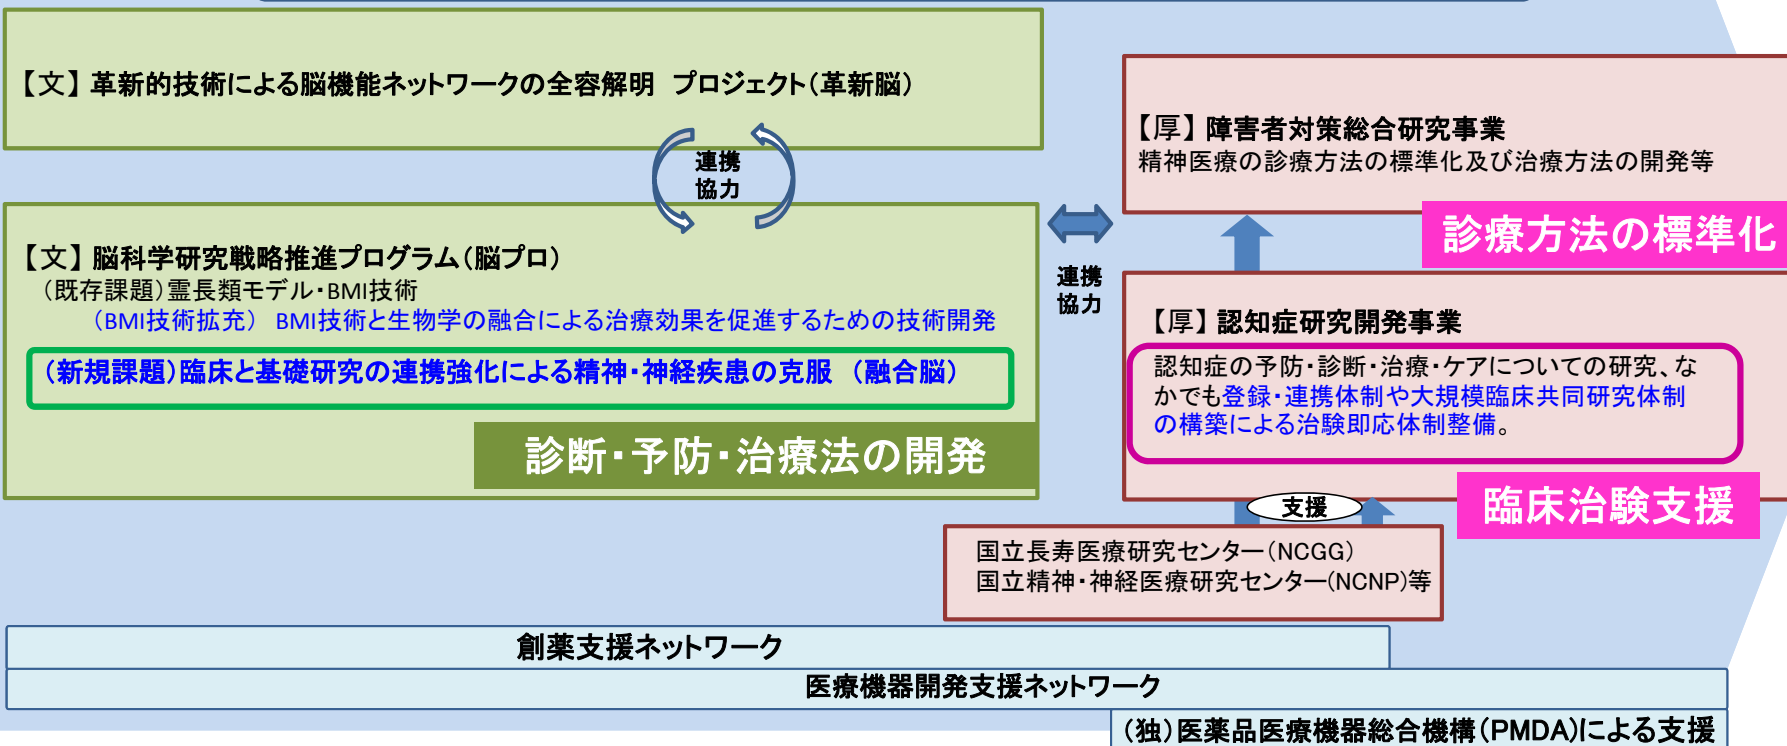 【文】革新的技術による脳機能ネットワークの全容解明 プロジェクト(革新脳)
連携
協力
【文】脳科学研究戦略推進プログラム(脳プロ)
(既存課題)霊長類モデル・BMI技術
(BMI技術拡充) BMI技術と生物学の融合による治療効果を促進するための技術開発
(新規課題)臨床と基礎研究の連携強化による精神・神経疾患の克服 (融合脳)
診断・予防・治療法の開発
連携
協力
【厚】障害者対策総合研究事業
精神医療の診療方法の標準化及び治療方法の開発等
診療方法の標準化
【厚】認知症研究開発事業
認知症の予防・診断・治療・ケアについての研究、な
かでも登録・連携体制や大規模臨床共同研究体制
の構築による治験即応体制整備。
臨床治験支援
支援
国立長寿医療研究センター(NCGG)
国立精神・神経医療研究センター(NCNP)等
創薬支援ネットワーク
医療機器開発支援ネットワーク
(独)医薬品医療機器総合機構(PMDA)による支援